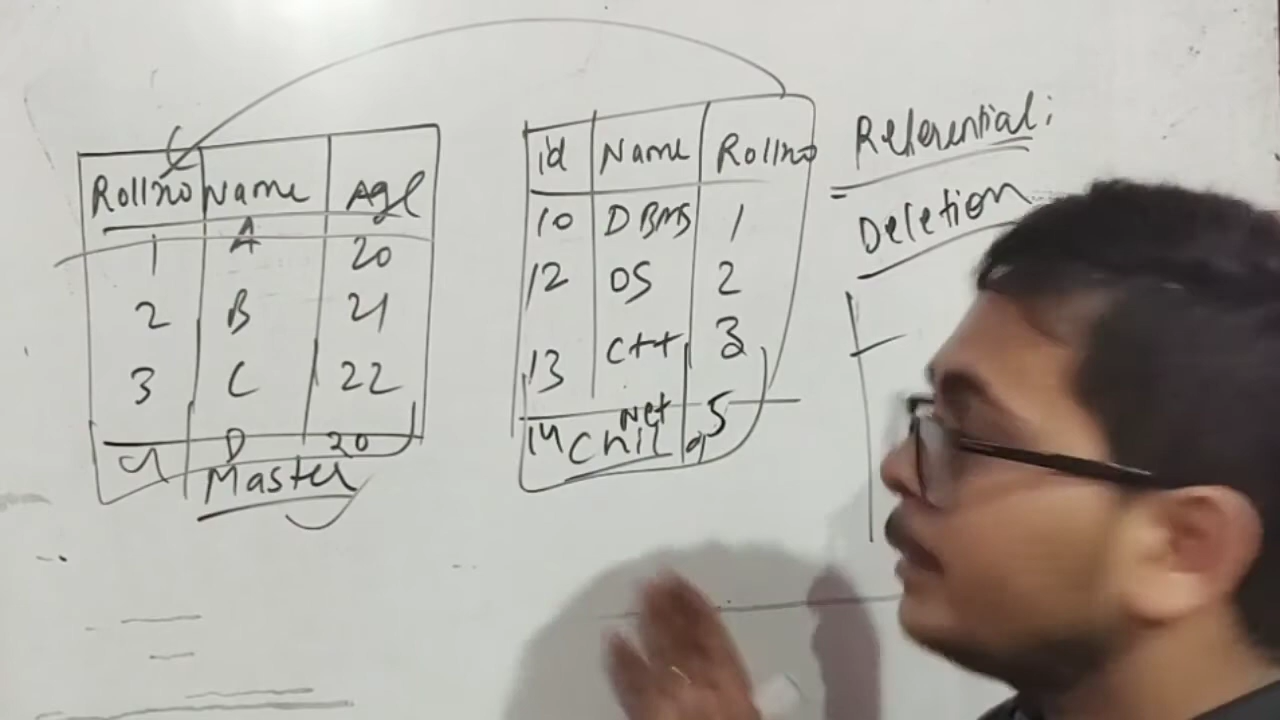 Rollno Name Age
1 A 20
2 B 21
3 C 22
4 D 20
Master
id Name Rollno
10 DBMS 1
12 OS 2
13 C++ 3
14 Net 5
Child
Referential:
Deletion